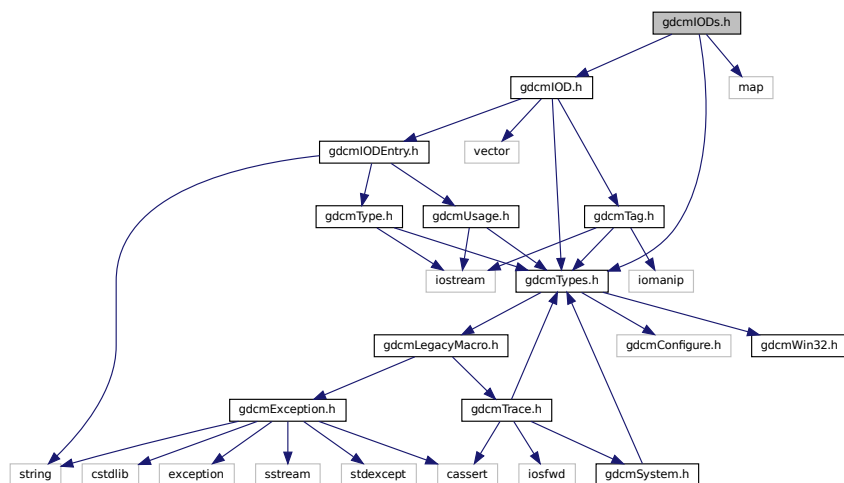 gdcmIODs.h
gdcmIOD.h
map
gdcmIODEntry.h
vector
gdcmType.h
gdcmUsage.h
gdcmTag.h
iostream
gdcmTypes.h
iomanip
gdcmLegacyMacro.h
gdcmConfigure.h
gdcmWin32.h
gdcmException.h
gdcmTrace.h
string
cstdlib
exception
sstream
stdexcept
cassert
iosfwd
gdcmSystem.h